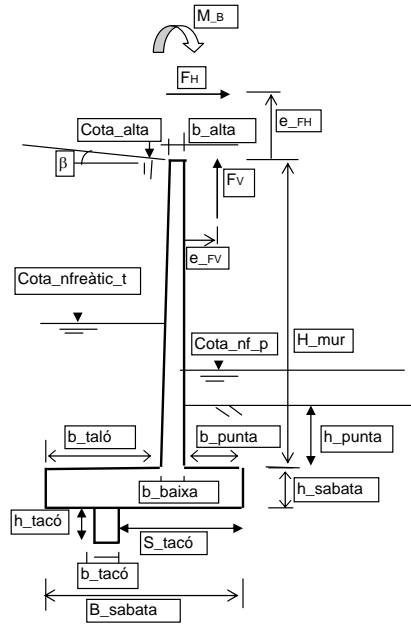 M_B
FH
e_FH
Cota_alta
b_alta
β
FV
e_FV
Cota_nfreàtic_t
H_mur
Cota_nf_p
b_taló
b_punta
h_punta
b_baixa
h_sabata
h_tacó
S_tacó
b_tacó
B_sabata